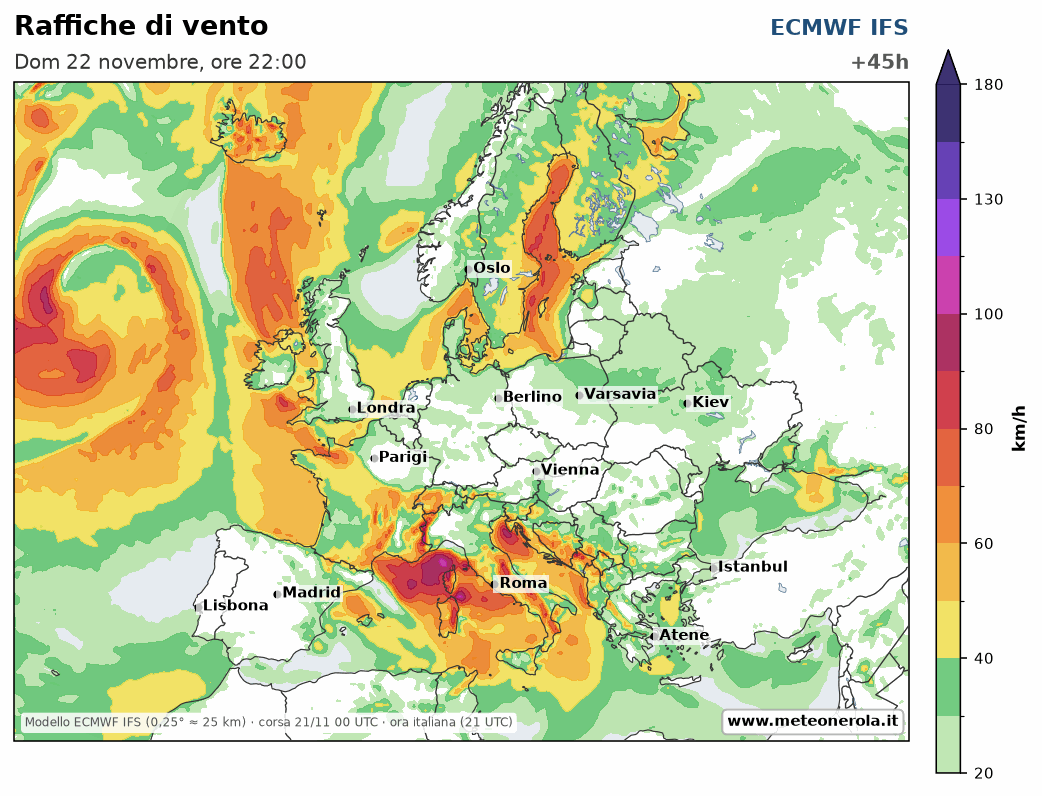 Raffiche di vento
ECMWF IFS
Dom 22 novembre, ore 22:00
+45h
180
130
100
80
60
40
20
km/h
Oslo
Londra
Berlino
Varsavia
Kiev
Parigi
Vienna
Istanbul
Madrid
Lisbona
Roma
Atene
Modello ECMWF IFS (0,25° ≈ 25 km) · corsa 21/11 00 UTC · ora italiana (21 UTC)
www.meteonerola.it